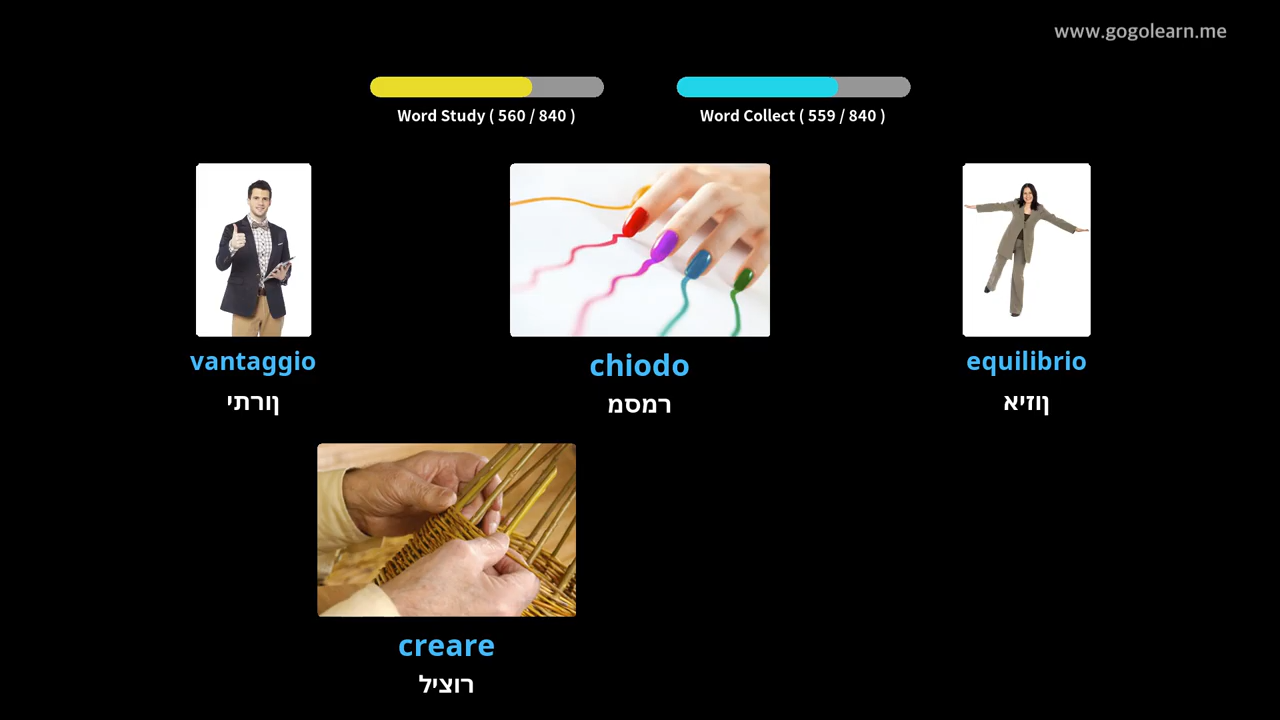 www.gogolearn.me
Word Study ( 560 / 840 )
Word Collect ( 559 / 840 )
vantaggio
יתרון
chiodo
מסמר
equilibrio
איזון
creare
ליצור